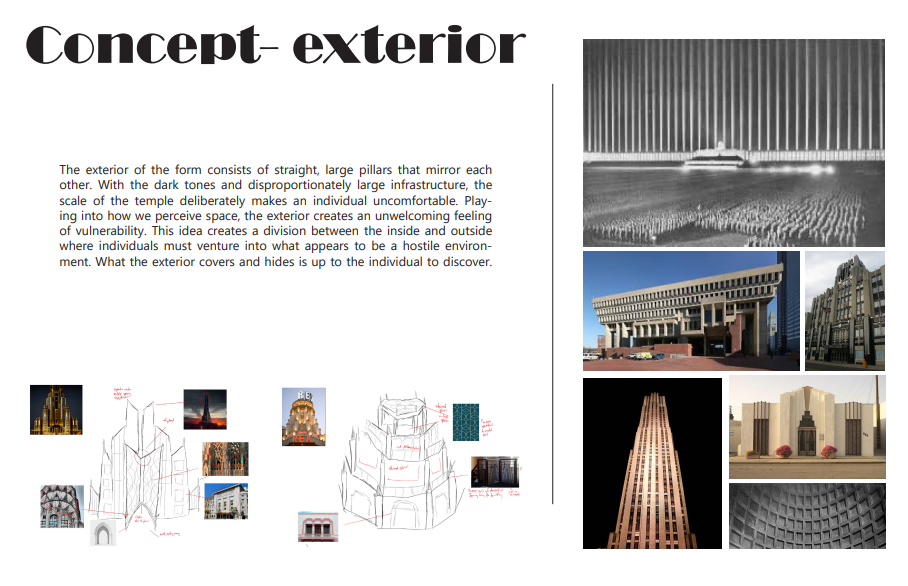 Concept- exterior
The exterior of the form consists of straight, large pillars that mirror each
other. With the dark tones and disproportionately large infrastructure, the
scale of the temple deliberately makes an individual uncomfortable. Play-
ing into how we perceive space, the exterior creates an unwelcoming feeling
of vulnerability. This idea creates a division between the inside and outside
where individuals must venture into what appears to be a hostile environ-
ment. What the exterior covers and hides is up to the individual to discover.